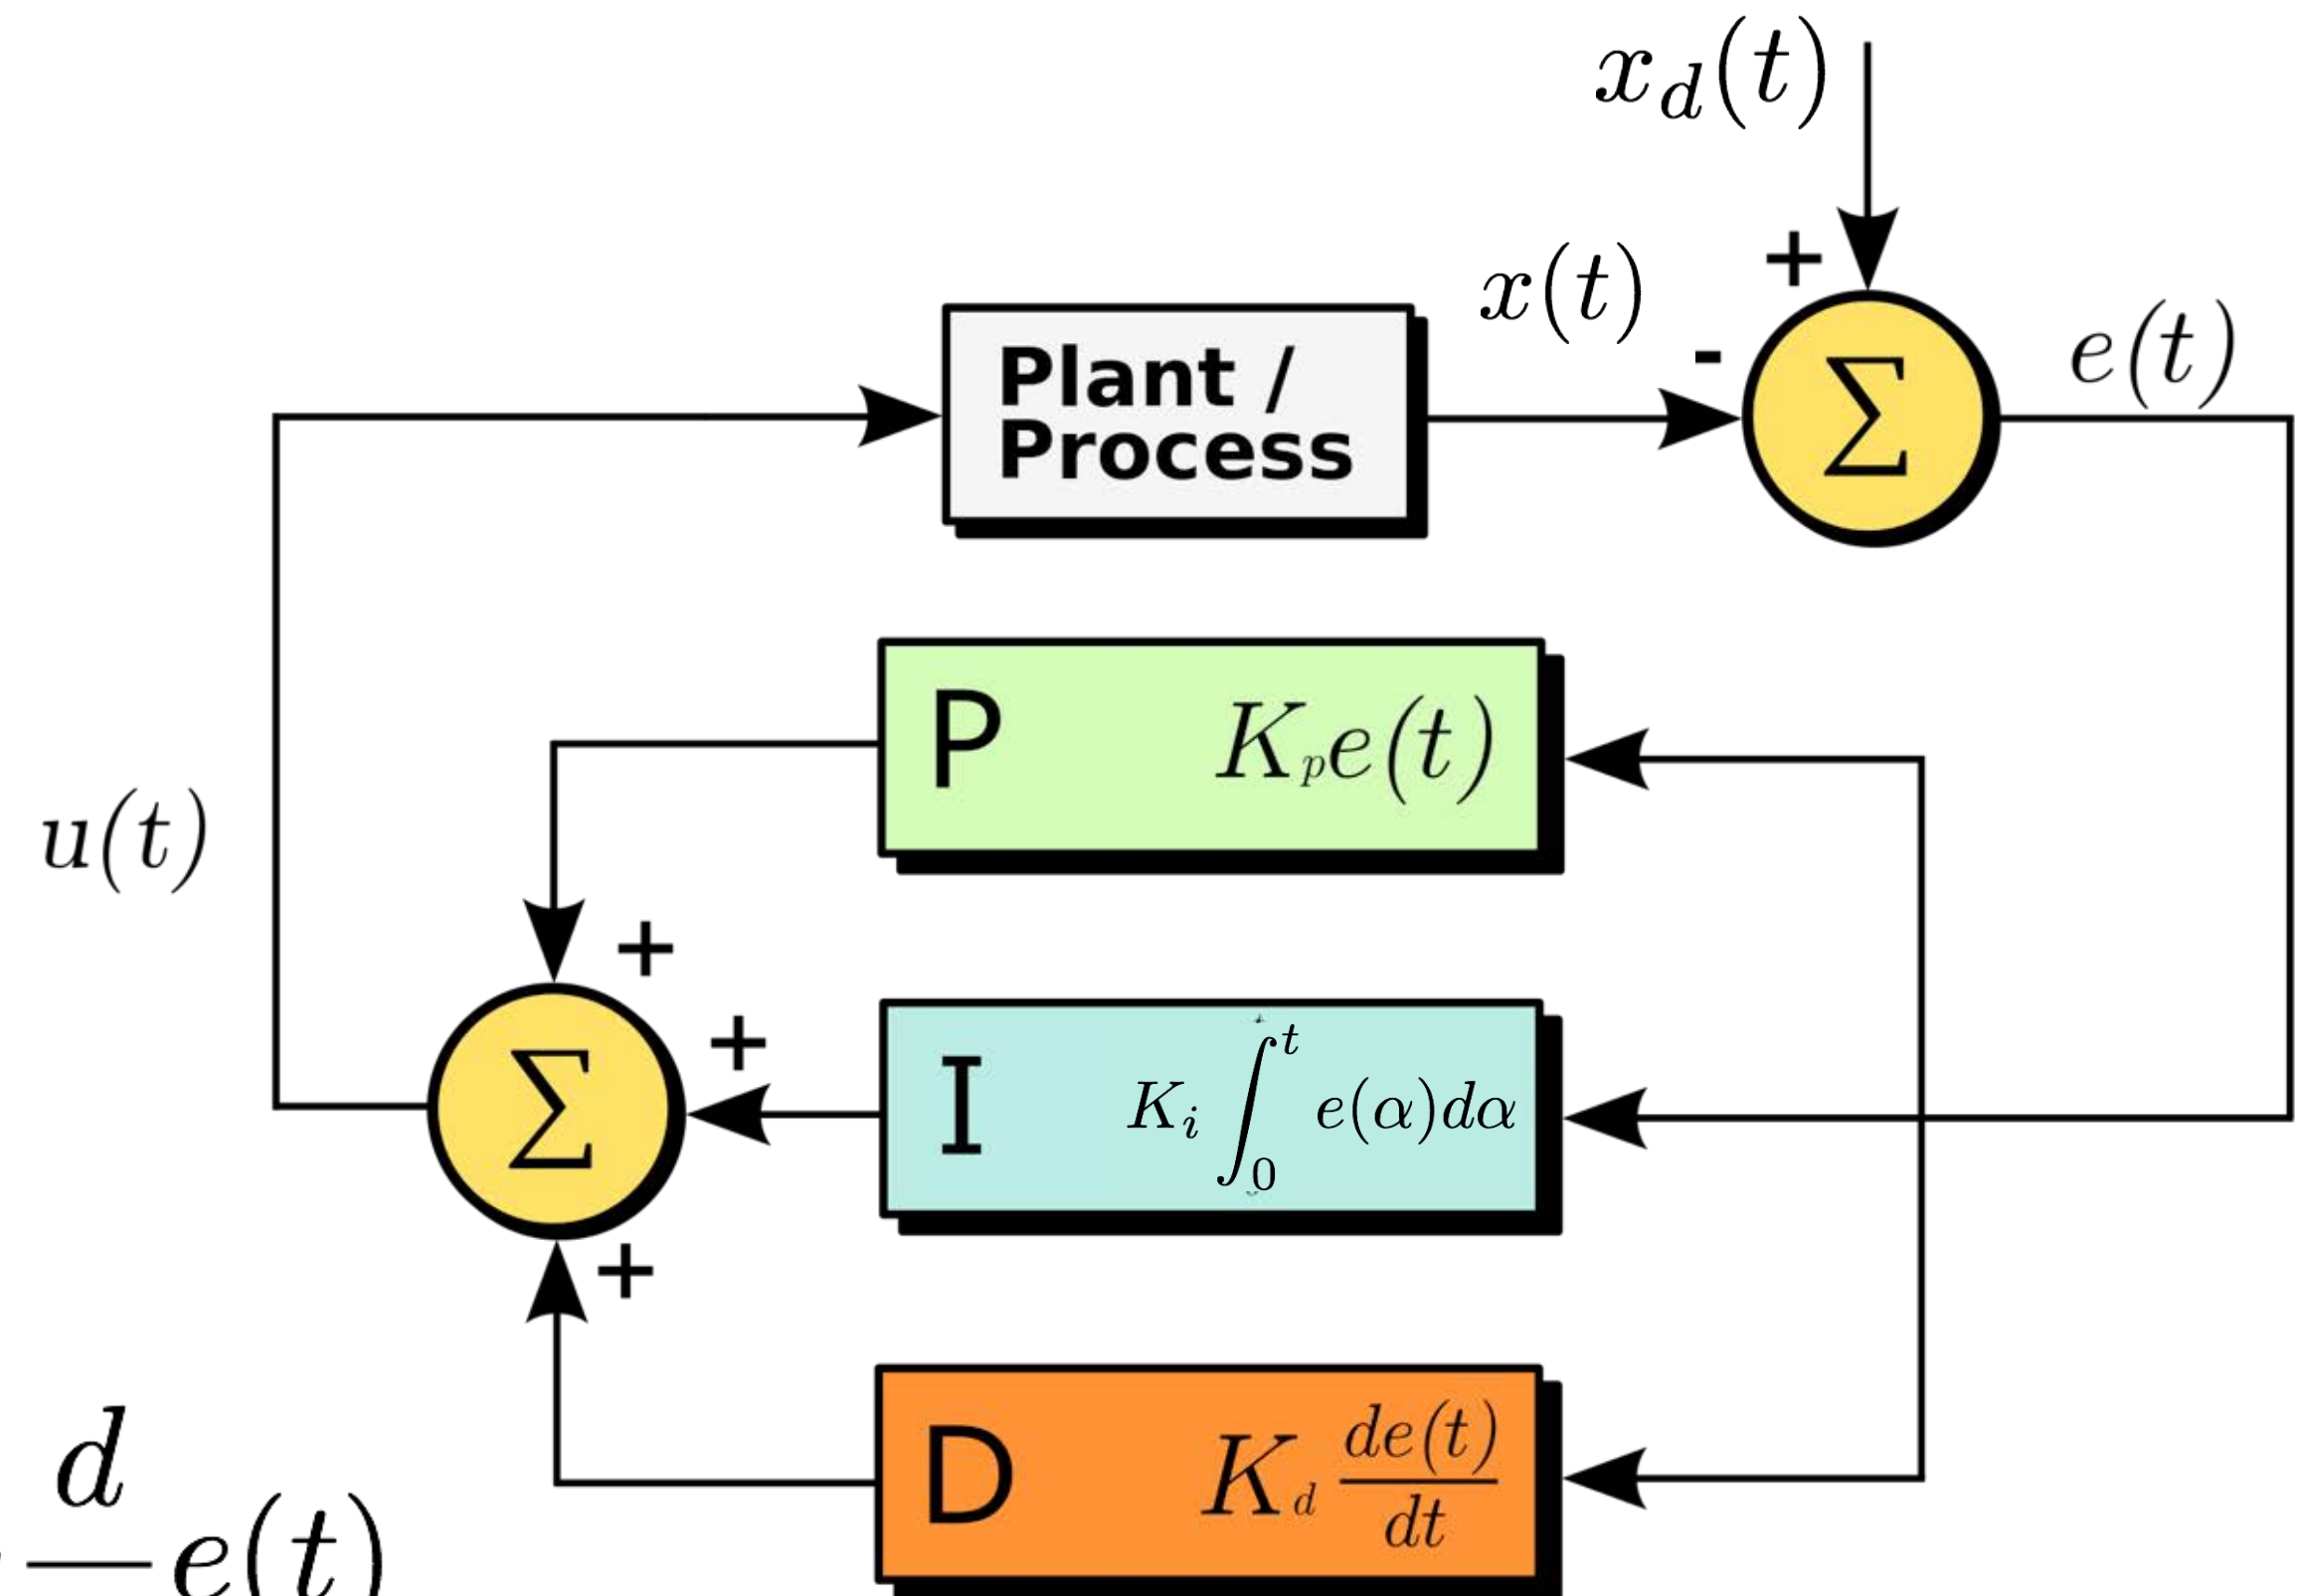 x_d(t)
+
x(t)
-
Plant /
Process
Σ
e(t)
P K_p e(t)
u(t)
+
+
Σ
I K_i ∫_0^t e(α)dα
+
D K_d de(t)/dt
d
e(t)